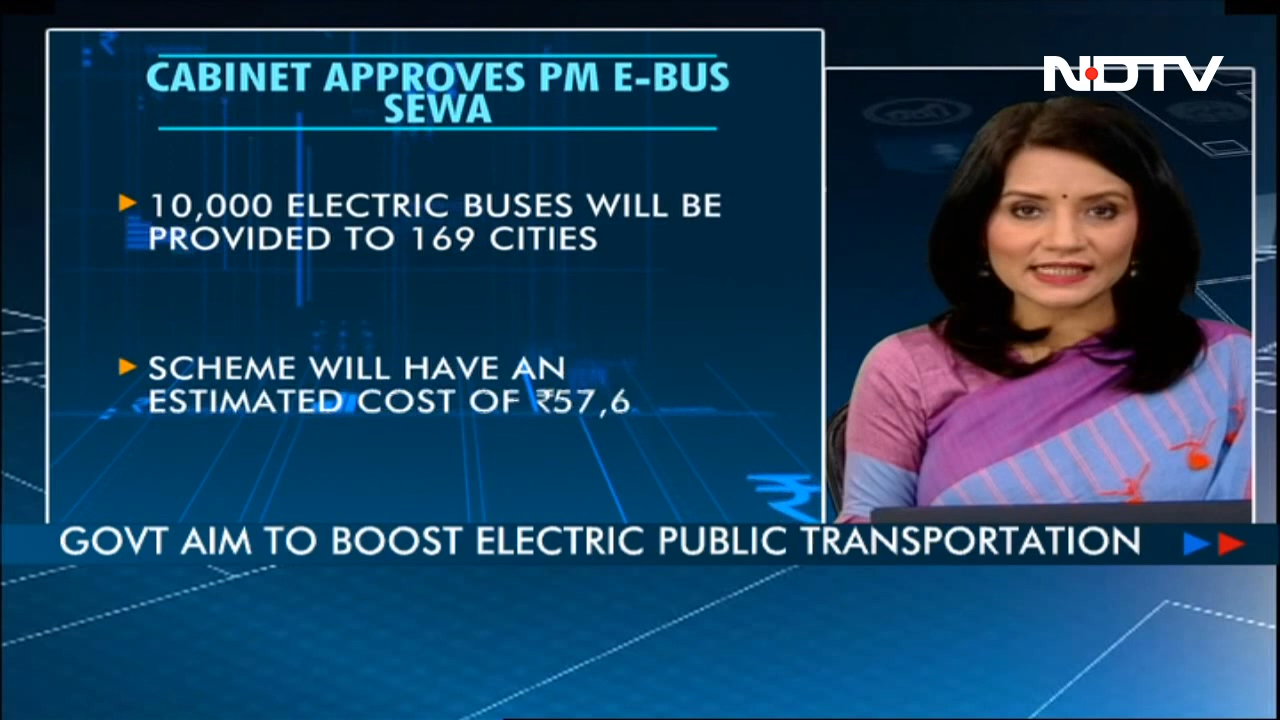 NDTV
CABINET APPROVES PM E-BUS
SEWA
10,000 ELECTRIC BUSES WILL BE
PROVIDED TO 169 CITIES
SCHEME WILL HAVE AN
ESTIMATED COST OF ₹57,6
₹
GOVT AIM TO BOOST ELECTRIC PUBLIC TRANSPORTATION